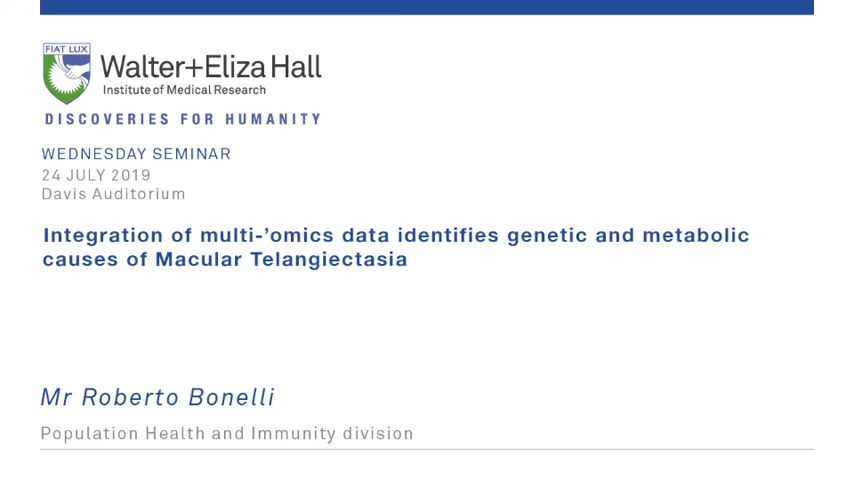 FIAT LUX
Walter+Eliza Hall
Institute of Medical Research
DISCOVERIES FOR HUMANITY
WEDNESDAY SEMINAR
24 JULY 2019
Davis Auditorium
Integration of multi-’omics data identifies genetic and metabolic
causes of Macular Telangiectasia
Mr Roberto Bonelli
Population Health and Immunity division